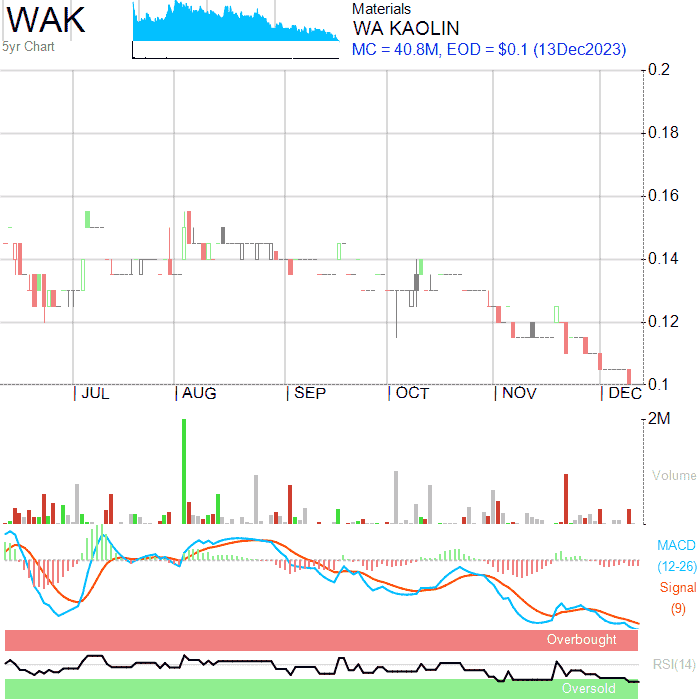 WAK
5yr Chart
Materials
WA KAOLIN
MC = 40.8M, EOD = $0.1 (13Dec2023)
0.2
0.18
0.16
0.14
0.12
0.1
| JUL | AUG | SEP | OCT | NOV | DEC
2M
Volume
MACD
(12-26)
Signal
(9)
Overbought
RSI(14)
Oversold